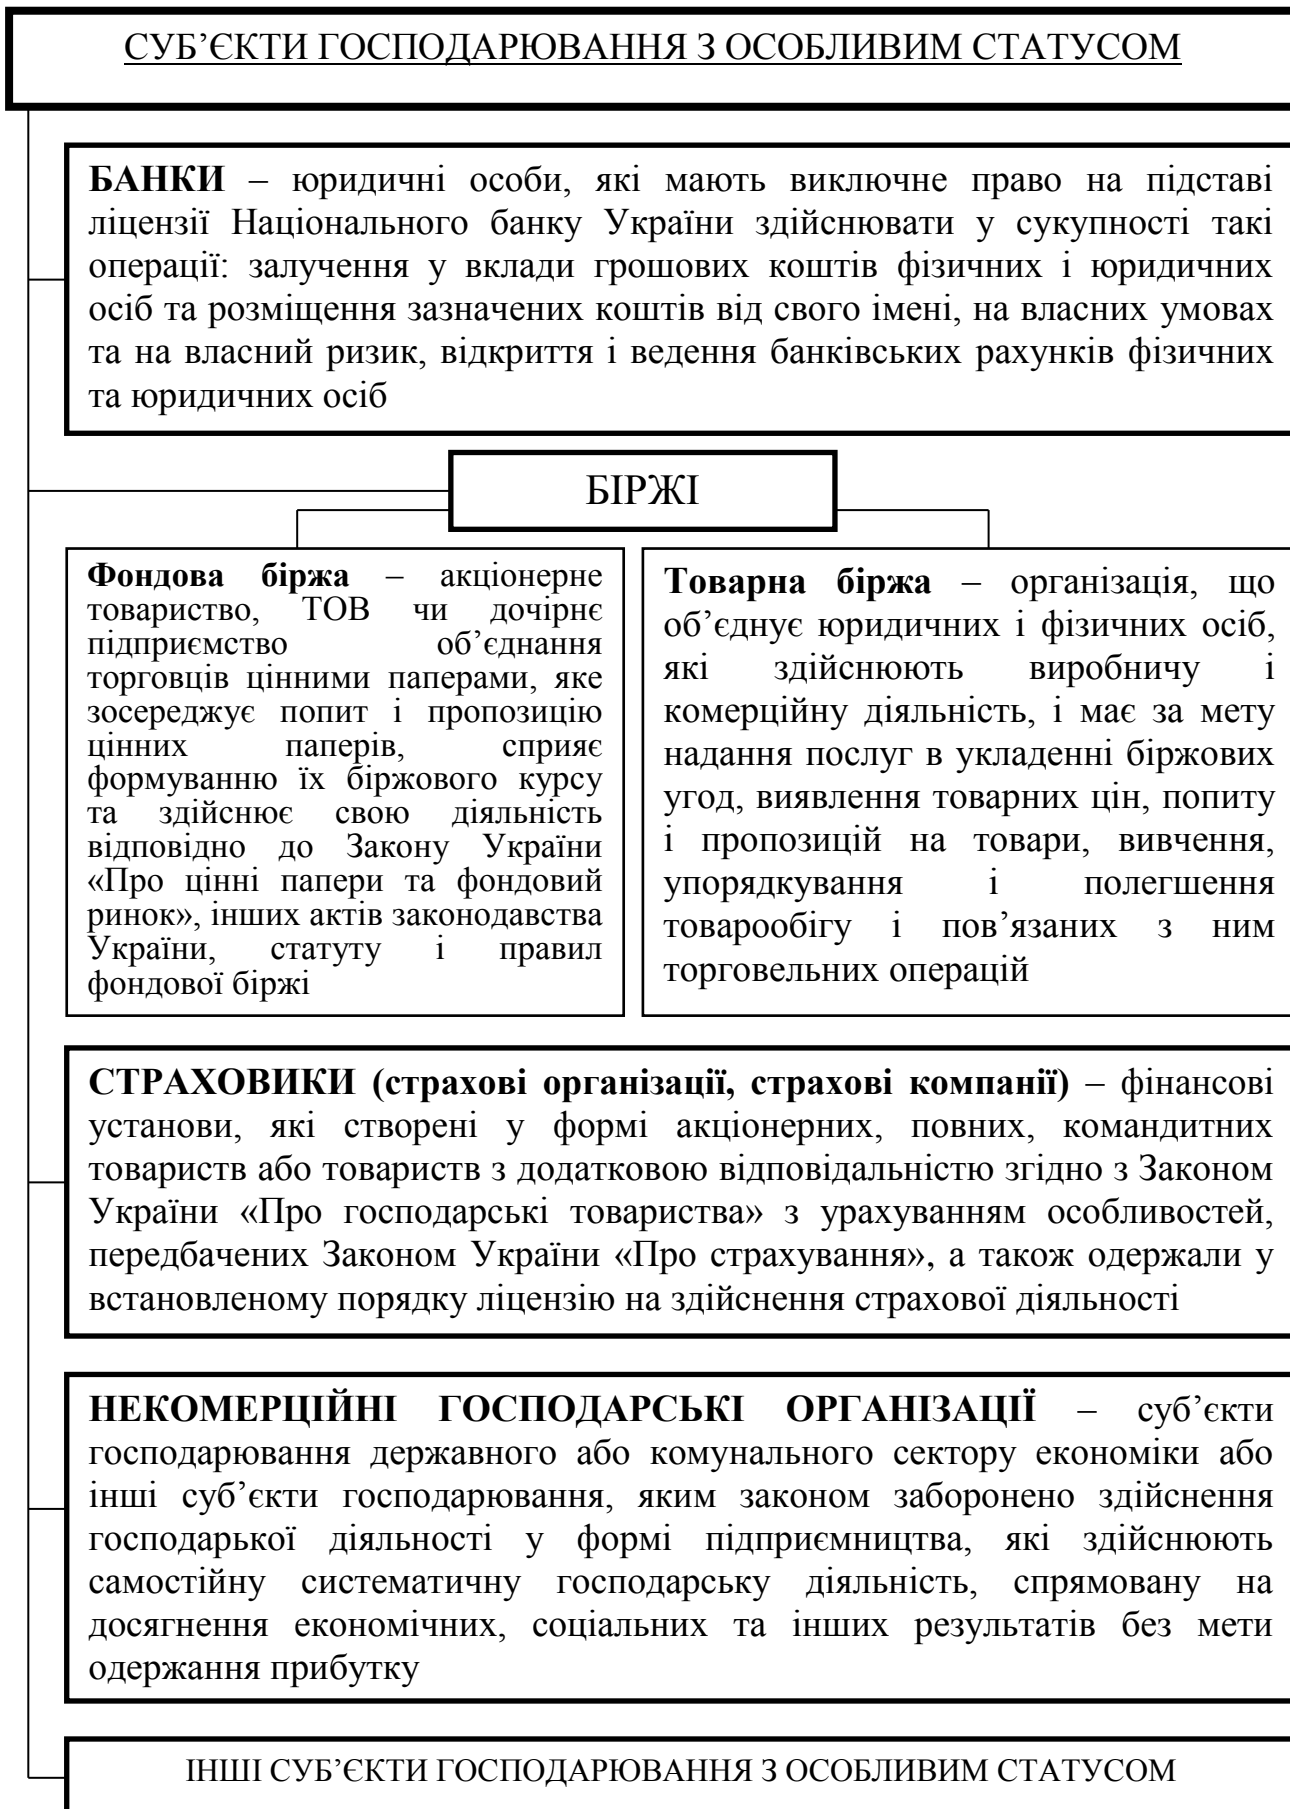 СУБ’ЄКТИ ГОСПОДАРЮВАННЯ З ОСОБЛИВИМ СТАТУСОМ
БАНКИ – юридичні особи, які мають виключне право на підставі
ліцензії Національного банку України здійснювати у сукупності такі
операції: залучення у вклади грошових коштів фізичних і юридичних
осіб та розміщення зазначених коштів від свого імені, на власних умовах
та на власний ризик, відкриття і ведення банківських рахунків фізичних
та юридичних осіб
БІРЖІ
Фондова біржа – акціонерне
товариство, ТОВ чи дочірнє
підприємство об’єднання
торговців цінними паперами, яке
зосереджує попит і пропозицію
цінних паперів, сприяє
формуванню їх біржового курсу
та здійснює свою діяльність
відповідно до Закону України
«Про цінні папери та фондовий
ринок», інших актів законодавства
України, статуту і правил
фондової біржі
Товарна біржа – організація, що
об’єднує юридичних і фізичних осіб,
які здійснюють виробничу і
комерційну діяльність, і має за мету
надання послуг в укладенні біржових
угод, виявлення товарних цін, попиту
і пропозицій на товари, вивчення,
упорядкування і полегшення
товарообігу і пов’язаних з ним
торговельних операцій
СТРАХОВИКИ (страхові організації, страхові компанії) – фінансові
установи, які створені у формі акціонерних, повних, командитних
товариств або товариств з додатковою відповідальністю згідно з Законом
України «Про господарські товариства» з урахуванням особливостей,
передбачених Законом України «Про страхування», а також одержали у
встановленому порядку ліцензію на здійснення страхової діяльності
НЕКОМЕРЦІЙНІ ГОСПОДАРСЬКІ ОРГАНІЗАЦІЇ – суб’єкти
господарювання державного або комунального сектору економіки або
інші суб’єкти господарювання, яким законом заборонено здійснення
господарької діяльності у формі підприємництва, які здійснюють
самостійну систематичну господарську діяльність, спрямовану на
досягнення економічних, соціальних та інших результатів без мети
одержання прибутку
ІНШІ СУБ’ЄКТИ ГОСПОДАРЮВАННЯ З ОСОБЛИВИМ СТАТУСОМ